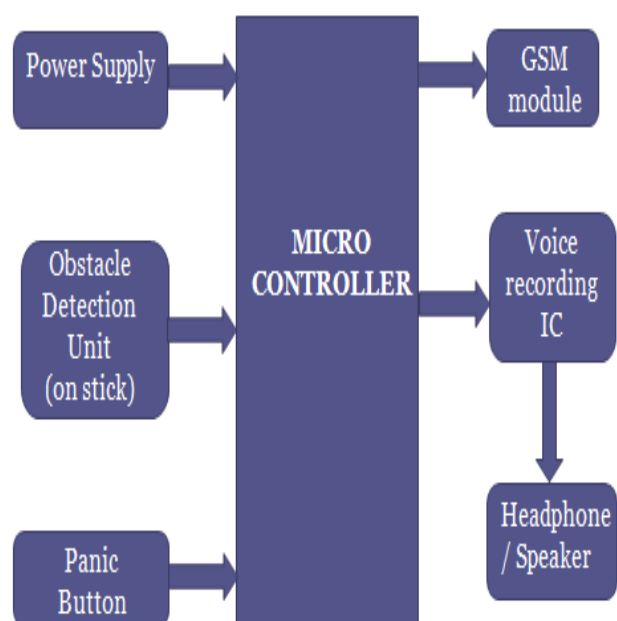 Power Supply
Obstacle
Detection
Unit
(on stick)
Panic
Button
MICRO
CONTROLLER
GSM
module
Voice
recording
IC
Headphone
/ Speaker